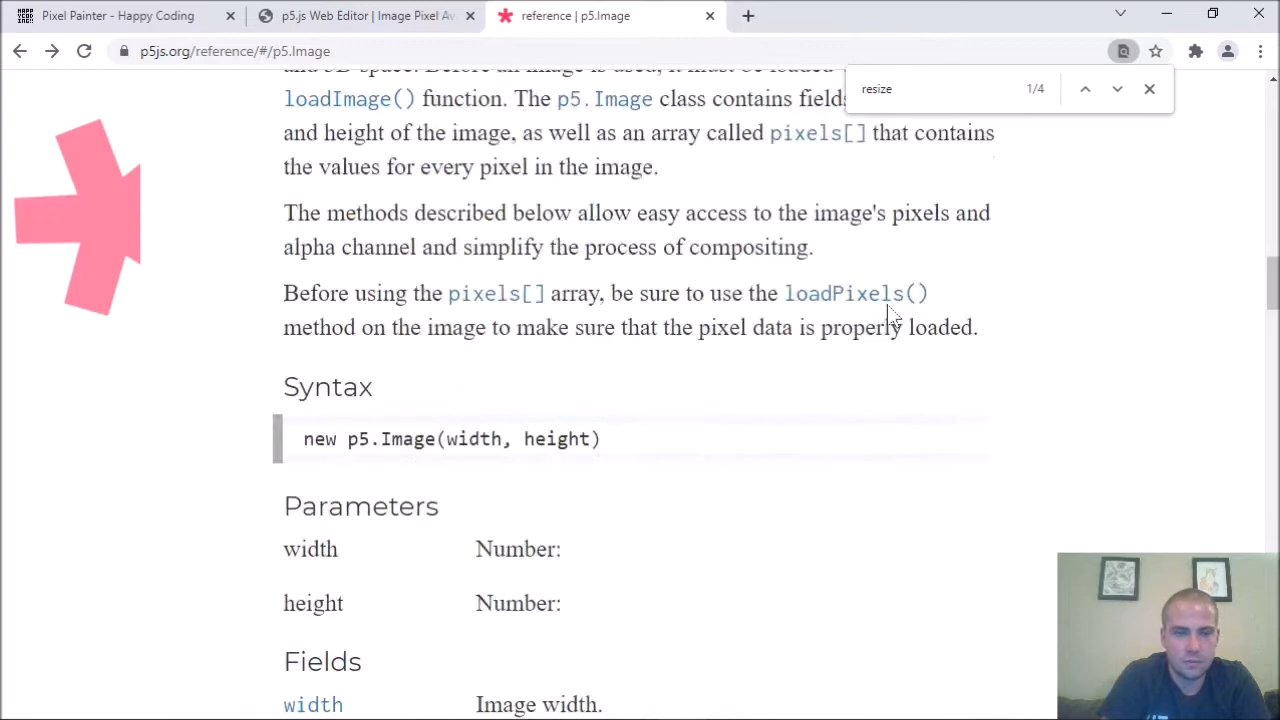 Pixel Painter - Happy Coding
p5.js Web Editor | Image Pixel Av
reference | p5.Image
p5js.org/reference/#/p5.Image
resize 1/4
loadImage() function. The p5.Image class contains fields
and height of the image, as well as an array called pixels[] that contains
the values for every pixel in the image.
The methods described below allow easy access to the image's pixels and
alpha channel and simplify the process of compositing.
Before using the pixels[] array, be sure to use the loadPixels()
method on the image to make sure that the pixel data is properly loaded.
Syntax
new p5.Image(width, height)
Parameters
width Number:
height Number:
Fields
width Image width.